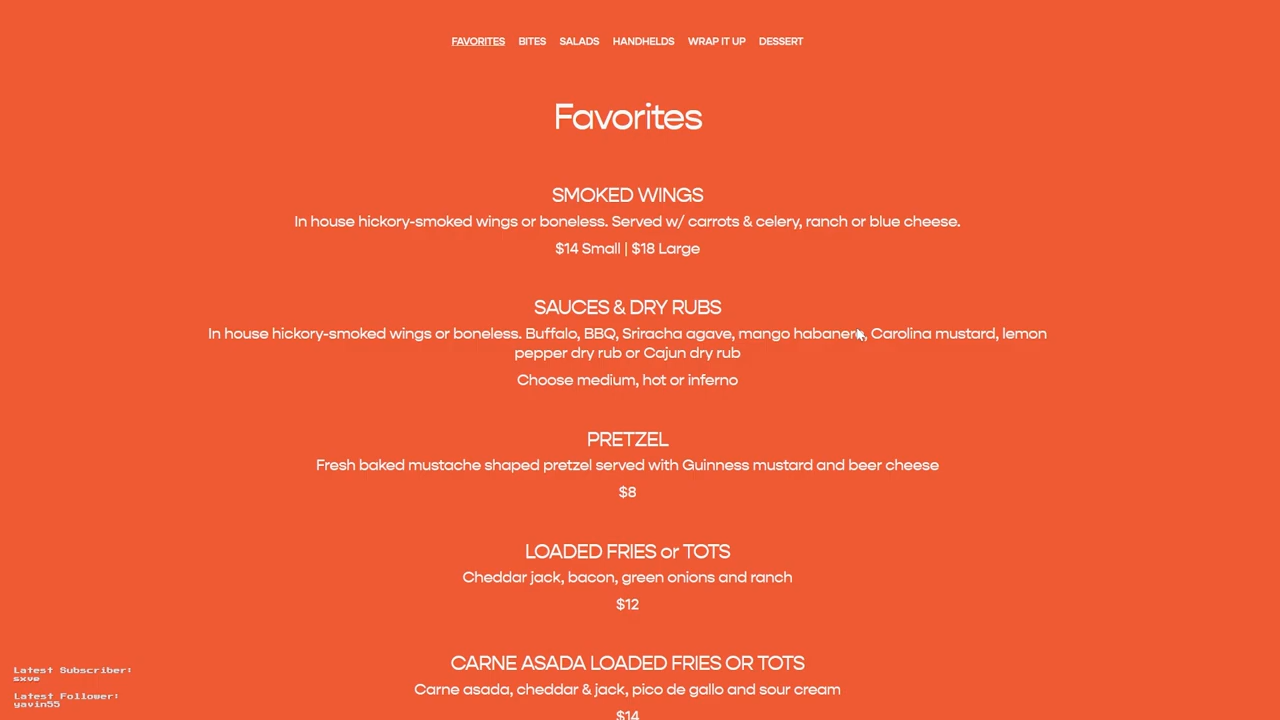 FAVORITES BITES SALADS HANDHELDS WRAP IT UP DESSERT
Favorites
SMOKED WINGS
In house hickory-smoked wings or boneless. Served w/ carrots & celery, ranch or blue cheese.
$14 Small | $18 Large
SAUCES & DRY RUBS
In house hickory-smoked wings or boneless. Buffalo, BBQ, Sriracha agave, mango habanero, Carolina mustard, lemon
pepper dry rub or Cajun dry rub
Choose medium, hot or inferno
PRETZEL
Fresh baked mustache shaped pretzel served with Guinness mustard and beer cheese
$8
LOADED FRIES or TOTS
Cheddar jack, bacon, green onions and ranch
$12
CARNE ASADA LOADED FRIES OR TOTS
Carne asada, cheddar & jack, pico de gallo and sour cream
$14
Latest Subscriber:
sxvp
Latest Follower:
yavin55